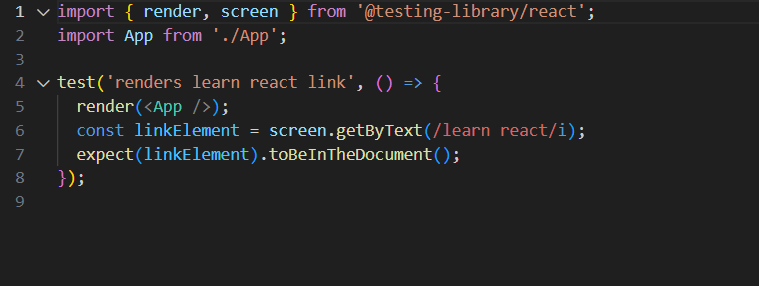 1 import { render, screen } from '@testing-library/react';
2 import App from './App';
3
4 test('renders learn react link', () => {
5   render(<App />);
6   const linkElement = screen.getByText(/learn react/i);
7   expect(linkElement).toBeInTheDocument();
8 });
9